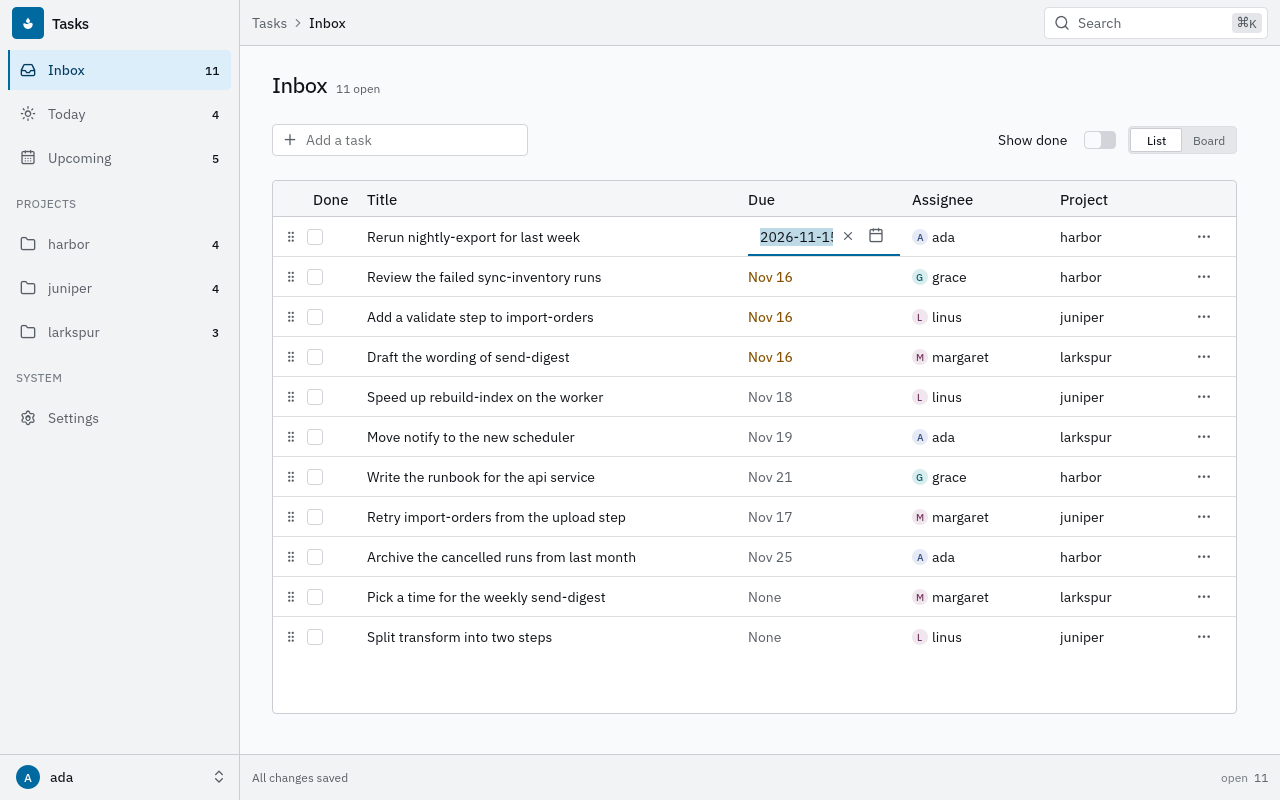 Tasks
Inbox 11
Today 4
Upcoming 5
PROJECTS
harbor 4
juniper 4
larkspur 3
SYSTEM
Settings
A ada
Tasks > Inbox
Search ⌘K
Inbox 11 open
Add a task
Show done List Board
Done Title Due Assignee Project
Rerun nightly-export for last week 2026-11-15 A ada harbor
Review the failed sync-inventory runs Nov 16 G grace harbor
Add a validate step to import-orders Nov 16 L linus juniper
Draft the wording of send-digest Nov 16 M margaret larkspur
Speed up rebuild-index on the worker Nov 18 L linus juniper
Move notify to the new scheduler Nov 19 A ada larkspur
Write the runbook for the api service Nov 21 G grace harbor
Retry import-orders from the upload step Nov 17 M margaret juniper
Archive the cancelled runs from last month Nov 25 A ada harbor
Pick a time for the weekly send-digest None M margaret larkspur
Split transform into two steps None L linus juniper
All changes saved open 11